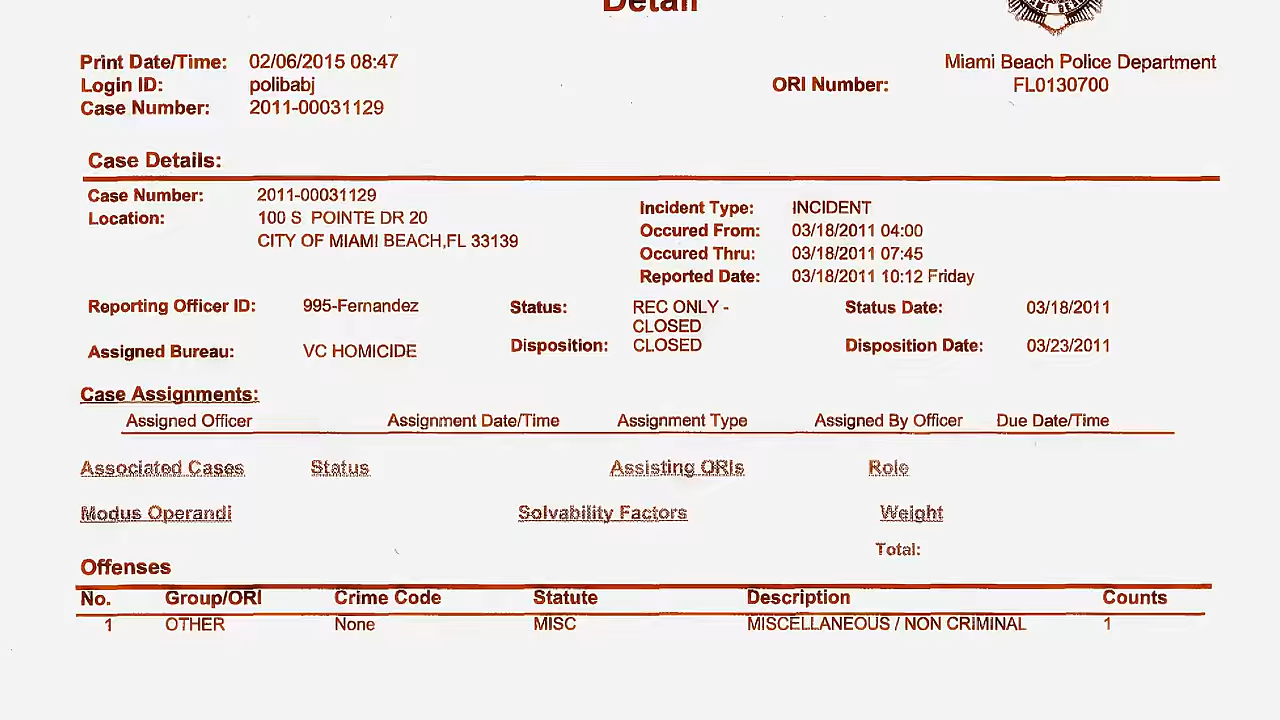 Detail
Print Date/Time: 02/06/2015 08:47 Miami Beach Police Department
Login ID: polibabj ORI Number: FL0130700
Case Number: 2011-00031129
Case Details:
Case Number: 2011-00031129
Location: 100 S POINTE DR 20
CITY OF MIAMI BEACH,FL 33139
Incident Type: INCIDENT
Occured From: 03/18/2011 04:00
Occured Thru: 03/18/2011 07:45
Reported Date: 03/18/2011 10:12 Friday
Reporting Officer ID: 995-Fernandez Status: REC ONLY - Status Date: 03/18/2011
CLOSED
Assigned Bureau: VC HOMICIDE Disposition: CLOSED Disposition Date: 03/23/2011
Case Assignments:
Assigned Officer Assignment Date/Time Assignment Type Assigned By Officer Due Date/Time
Associated Cases Status Assisting ORIs Role
Modus Operandi Solvability Factors Weight
Total:
Offenses
No. Group/ORI Crime Code Statute Description Counts
1 OTHER None MISC MISCELLANEOUS / NON CRIMINAL 1